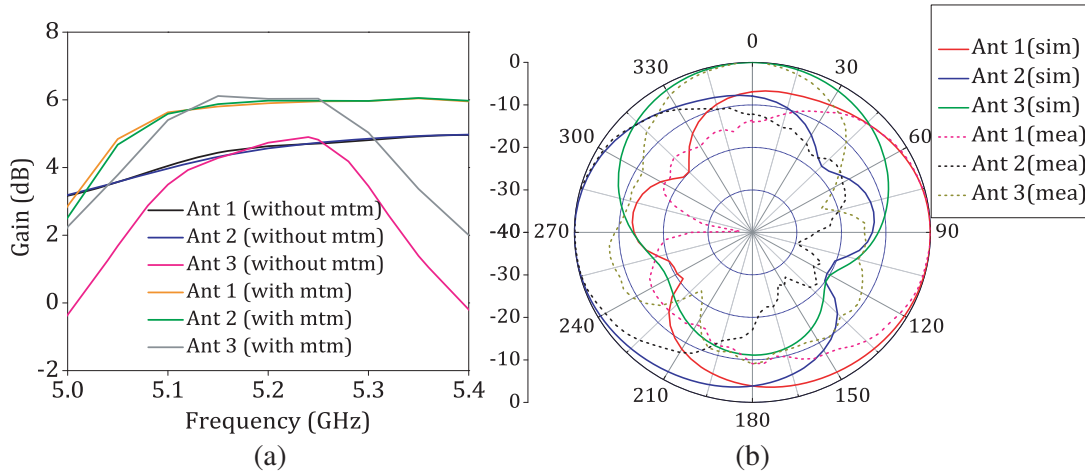 8
6
4
2
0
-2
Gain (dB)
5.0
5.1
5.2
5.3
5.4
Frequency (GHz)
Ant 1 (without mtm)
Ant 2 (without mtm)
Ant 3 (without mtm)
Ant 1 (with mtm)
Ant 2 (with mtm)
Ant 3 (with mtm)
(a)
0
-10
-20
-30
-40
-30
-20
-10
0
0
30
60
90
120
150
180
210
240
270
300
330
Ant 1(sim)
Ant 2(sim)
Ant 3(sim)
Ant 1(mea)
Ant 2(mea)
Ant 3(mea)
(b)